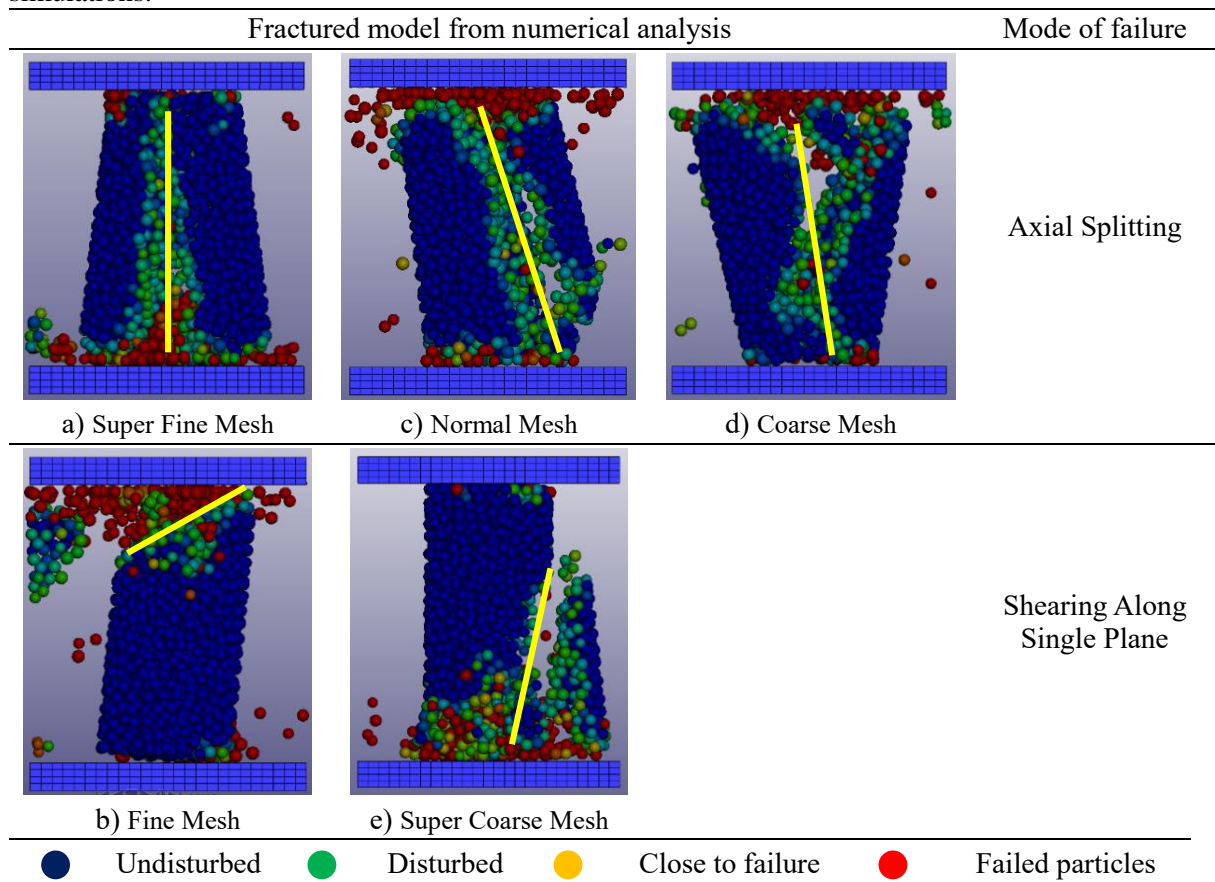 simulations.
Fractured model from numerical analysis Mode of failure
Axial Splitting
a) Super Fine Mesh c) Normal Mesh d) Coarse Mesh
Shearing Along
Single Plane
b) Fine Mesh e) Super Coarse Mesh
Undisturbed Disturbed Close to failure Failed particles